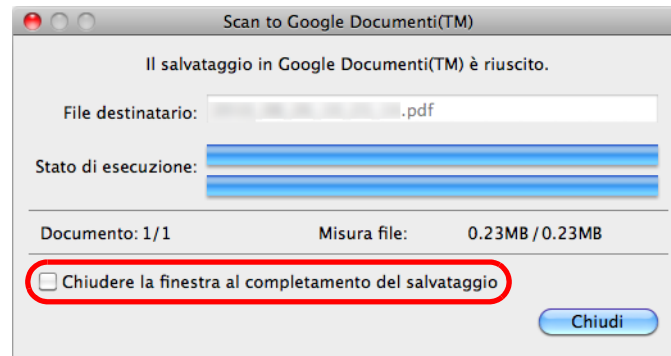 Scan to Google Documenti(TM)
Il salvataggio in Google Documenti(TM) è riuscito.
File destinatario: .pdf
Stato di esecuzione:
Documento: 1/1 Misura file: 0.23MB / 0.23MB
Chiudere la finestra al completamento del salvataggio
Chiudi